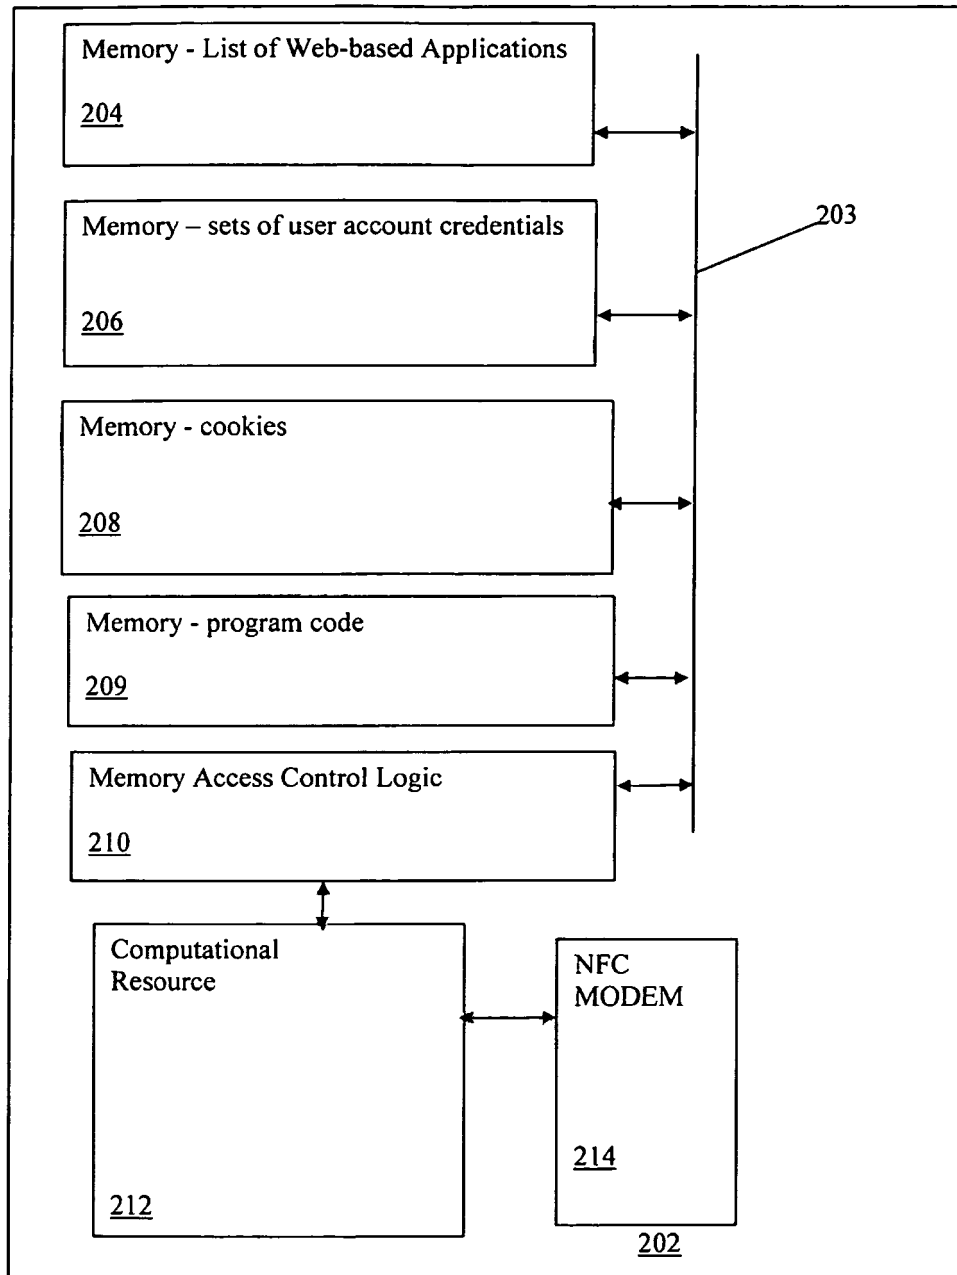 Memory - List of Web-based Applications
204
Memory – sets of user account credentials
203
206
Memory - cookies
208
Memory - program code
209
Memory Access Control Logic
210
Computational
Resource
NFC
MODEM
214
212
202